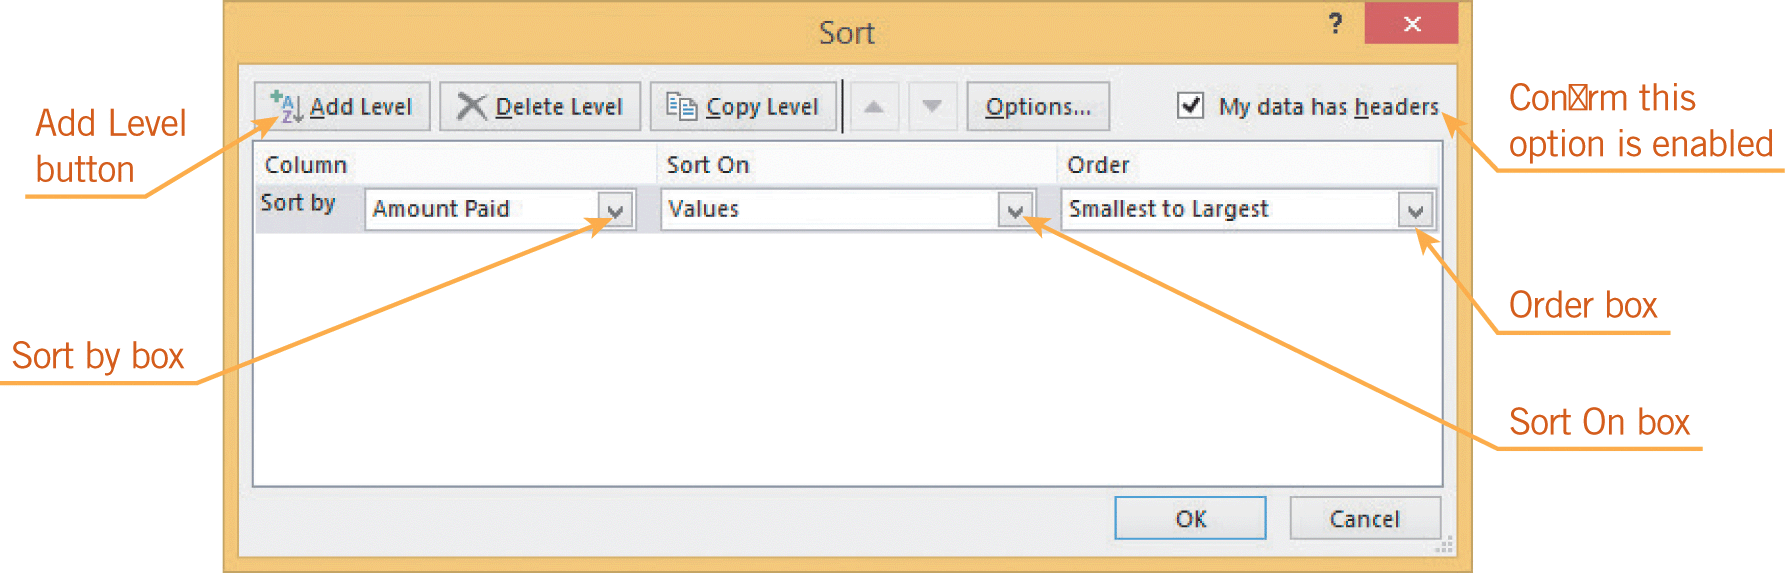 Sort
?
Add Level
Delete Level
Copy Level
Options...
My data has headers
Column
Sort On
Order
Sort by
Amount Paid
Values
Smallest to Largest
OK
Cancel
Add Level
button
Sort by box
Con☒rm this
option is enabled
Order box
Sort On box